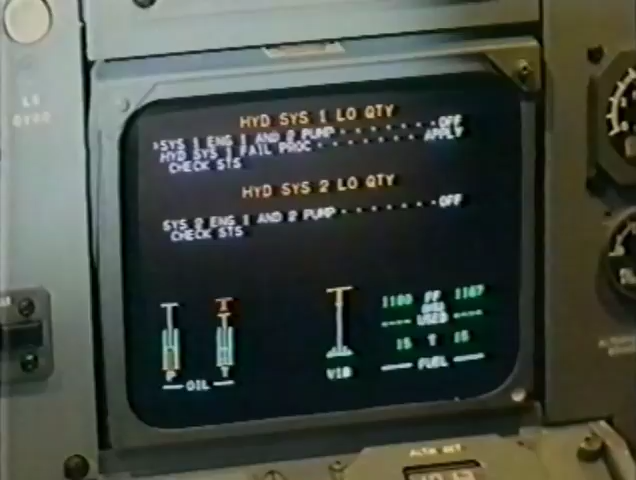 HYD SYS 1 LO QTY
›SYS 1 ENG 1 AND 2 PUMP · · · · · · · OFF
HYD SYS 1 FAIL PROC · · · · · · · APPLY
CHECK STS
HYD SYS 2 LO QTY
SYS 2 ENG 1 AND 2 PUMP · · · · · · · OFF
CHECK STS
1100 FF 1107
USED
15 T 15
P T VIB FUEL
OIL